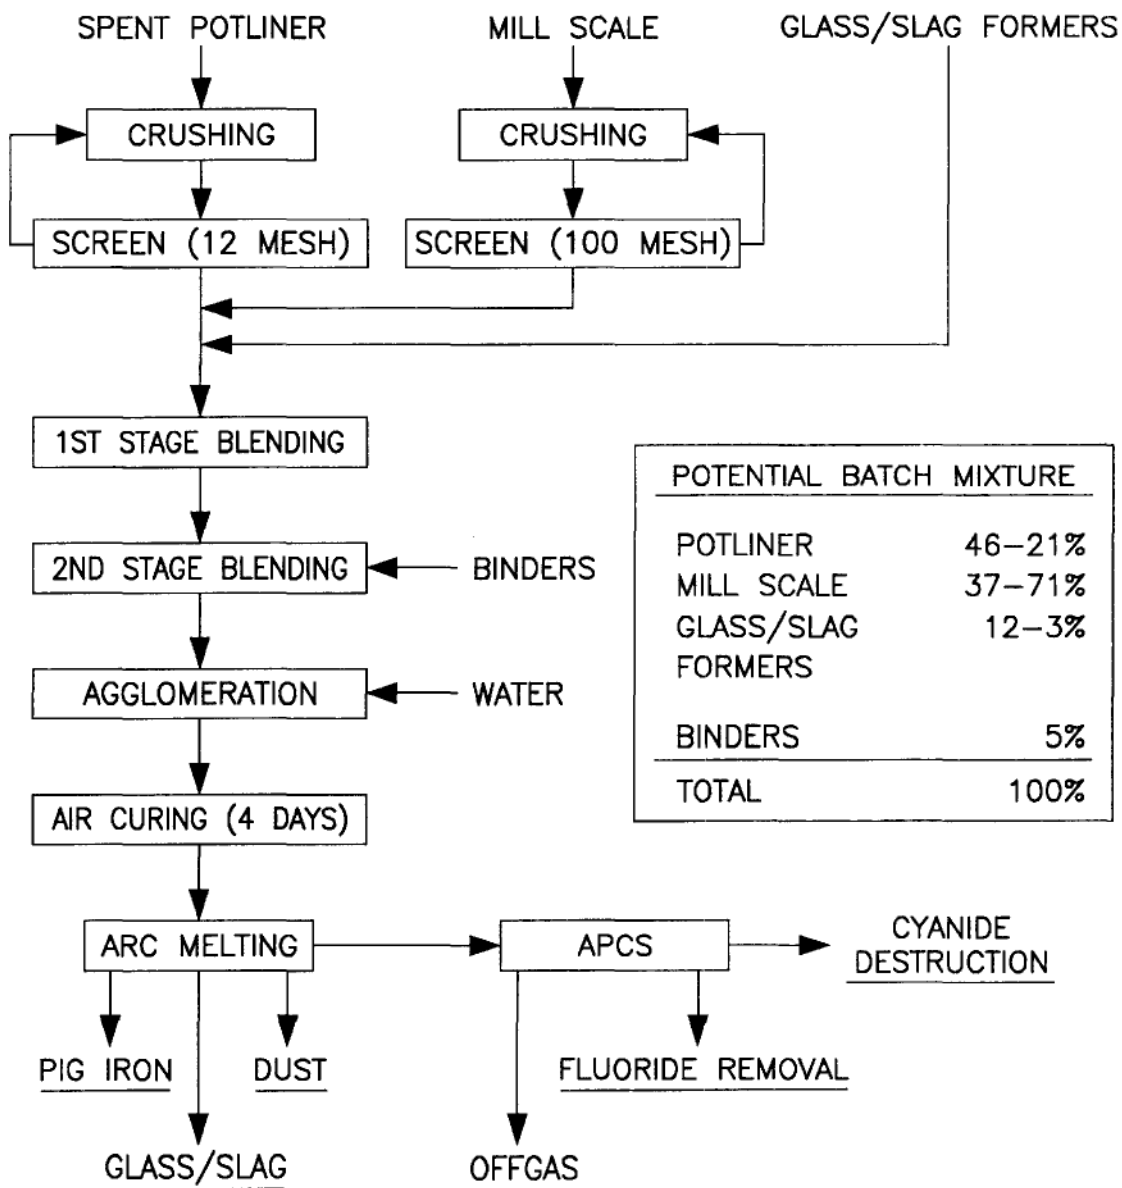 SPENT POTLINER
MILL SCALE
GLASS/SLAG FORMERS
CRUSHING
CRUSHING
SCREEN (12 MESH)
SCREEN (100 MESH)
1ST STAGE BLENDING
2ND STAGE BLENDING
BINDERS
AGGLOMERATION
WATER
AIR CURING (4 DAYS)
POTENTIAL BATCH MIXTURE
POTLINER 46-21%
MILL SCALE 37-71%
GLASS/SLAG 12-3%
FORMERS
BINDERS 5%
TOTAL 100%
ARC MELTING
APCS
CYANIDE
DESTRUCTION
PIG IRON
DUST
FLUORIDE REMOVAL
GLASS/SLAG
OFFGAS